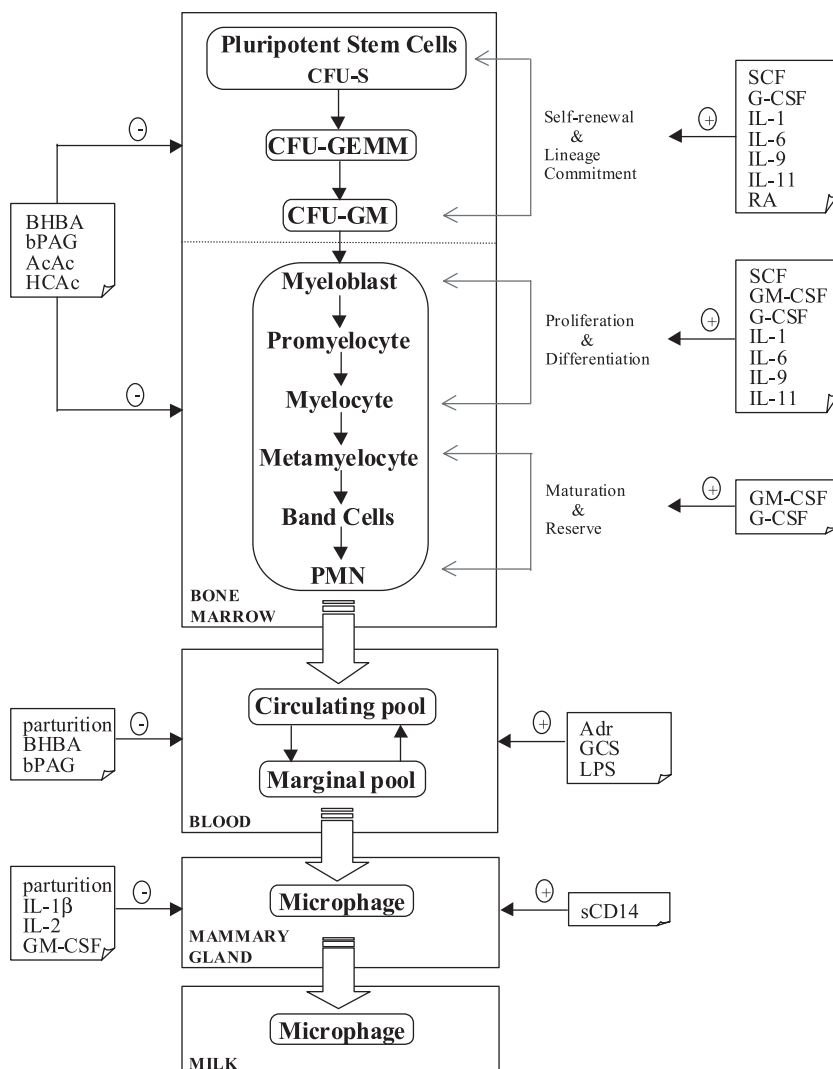 Pluripotent Stem Cells
CFU-S
CFU-GEMM
CFU-GM
Self-renewal
&
Lineage
Commitment
+
SCF
G-CSF
IL-1
IL-6
IL-9
IL-11
RA
-
BHBA
bPAG
AcAc
HCAc
-
Myeloblast
Promyelocyte
Myelocyte
Metamyelocyte
Band Cells
PMN
Proliferation
&
Differentiation
+
SCF
GM-CSF
G-CSF
IL-1
IL-6
IL-9
IL-11
Maturation
&
Reserve
+
GM-CSF
G-CSF
BONE
MARROW
parturition
BHBA
bPAG
-
Circulating pool
Marginal pool
+
Adr
GCS
LPS
BLOOD
parturition
IL-1β
IL-2
GM-CSF
-
Microphage
+
sCD14
MAMMARY
GLAND
Microphage
MILK